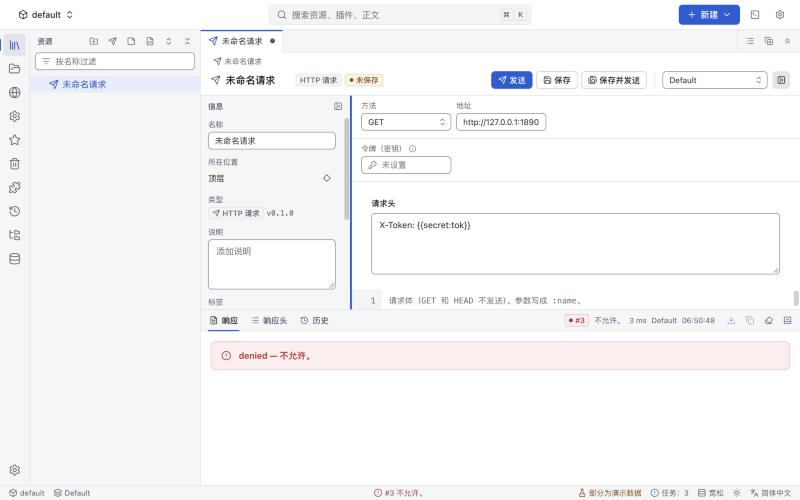 default
搜索资源、插件、正文
⌘ K
+ 新建
资源
按名称过滤
未命名请求
未命名请求
未命名请求
未命名请求
HTTP 请求
未保存
发送
保存
保存并发送
Default
信息
名称
未命名请求
所在位置
顶层
类型
HTTP 请求 v0.1.0
说明
添加说明
标签
方法
地址
GET
http://127.0.0.1:1890
令牌（密钥）
未设置
请求头
X-Token: {{secret:tok}}
1 请求体 (GET 和 HEAD 不发送)。参数写成 :name。
响应
响应头
历史
#3 不允许。 3 ms Default 06:50:48
denied — 不允许。
default
Default
#3 不允许。
部分为演示数据
任务: 3
宽松
简体中文